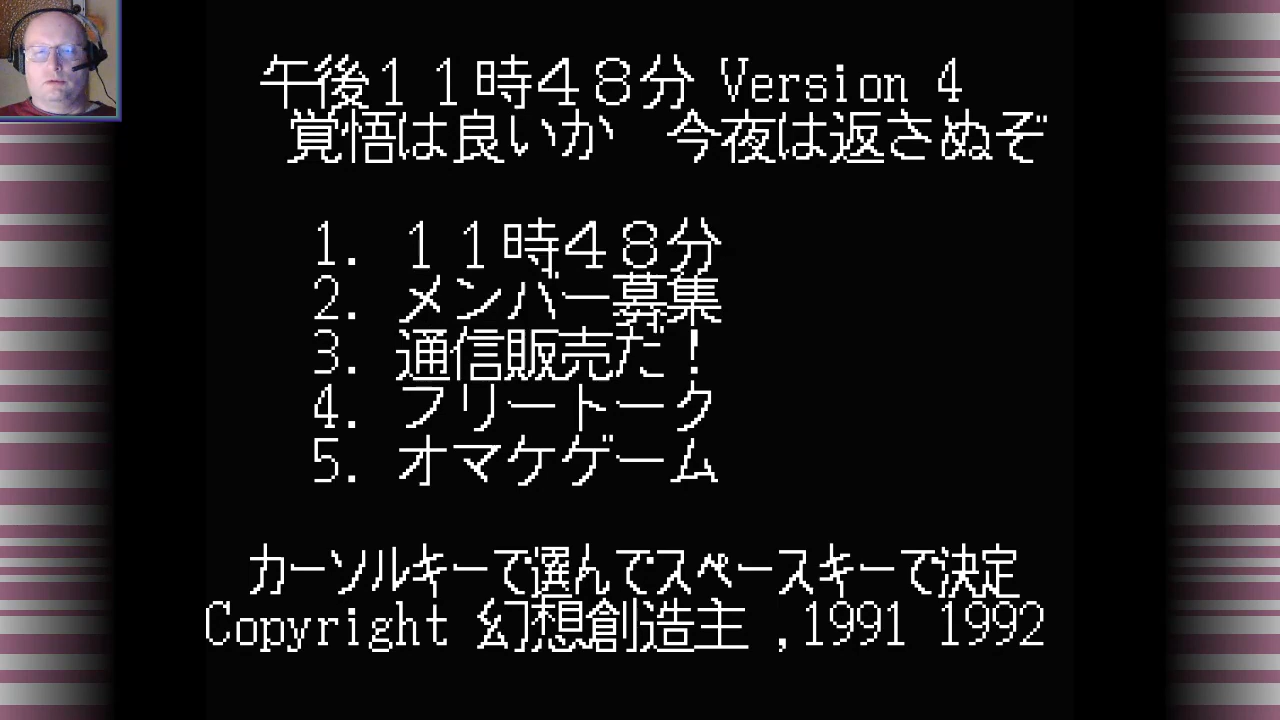 午後１１時４８分 Version 4
覚悟は良いか　今夜は返さぬぞ
1. １１時４８分
2. メンバー募集
3. 通信販売だ！
4. フリートーク
5. オマケゲーム
カーソルキーで選んでスペースキーで決定
Copyright 幻想創造主 ,1991 1992